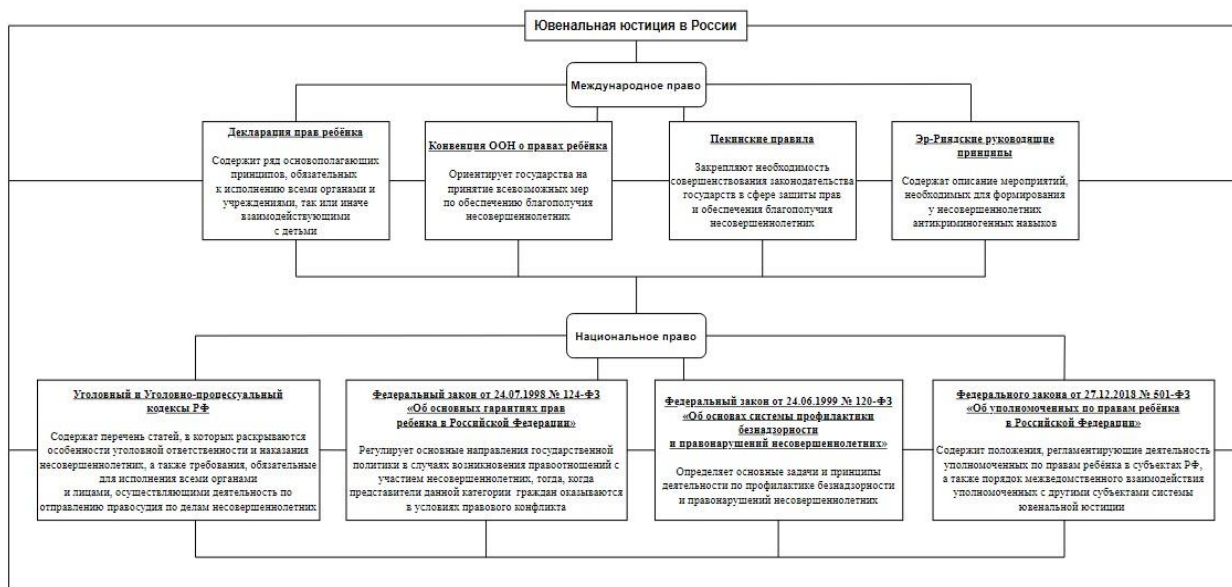 Ювенальная юстиция в России
Международное право
Декларация прав ребёнка
Содержит ряд основополагающих
принципов, обязательных
к исполнению всеми органами и
учреждениями, так или иначе
взаимодействующими
с детьми
Конвенция ООН о правах ребёнка
Ориентирует государства на
принятие всевозможных мер
по обеспечению благополучия
несовершеннолетних
Пекинские правила
Закрепляют необходимость
совершенствования законодательства
государств в сфере защиты прав
и обеспечения благополучия
несовершеннолетних
Эр-Риядские руководящие
принципы
Содержат описание мероприятий,
необходимых для формирования
у несовершеннолетних
антикриминогенных навыков
Национальное право
Уголовный и Уголовно-процессуальный
кодексы РФ
Содержат перечень статей, в которых раскрываются
особенности уголовной ответственности и наказания
несовершеннолетних, а также требования, обязательные
для исполнения всеми органами
и лицами, осуществляющими деятельность по
отправлению правосудия по делам несовершеннолетних
Федеральный закон от 24.07.1998 № 124-ФЗ
«Об основных гарантиях прав
ребенка в Российской Федерации»
Регулирует основные направления государственной
политики в случаях возникновения правоотношений с
участием несовершеннолетних, тогда, когда
представители данной категории граждан оказываются
в условиях правового конфликта
Федеральный закон от 24.06.1999 № 120-ФЗ
«Об основах системы профилактики
безнадзорности
и правонарушений несовершеннолетних»
Определяет основные задачи и принципы
деятельности по профилактике безнадзорности
и правонарушений несовершеннолетних
Федерального закона от 27.12.2018 № 501-ФЗ
«Об уполномоченных по правам ребёнка
в Российской Федерации»
Содержит положения, регламентирующие деятельность
уполномоченных по правам ребёнка в субъектах РФ,
а также порядок межведомственного взаимодействия
уполномоченных с другими субъектами системы
ювенальной юстиции